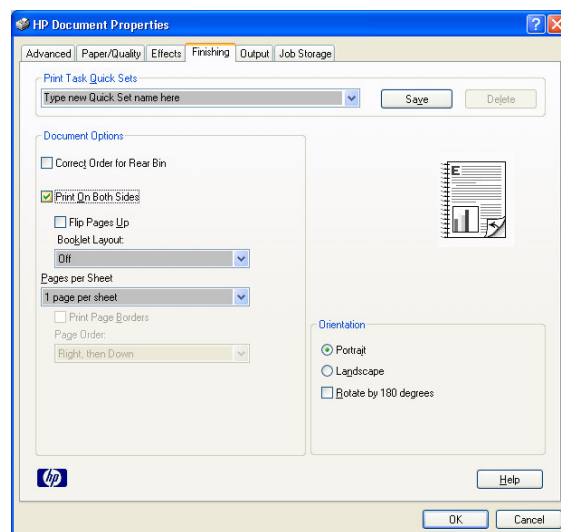 HP Document Properties
Advanced Paper/Quality Effects Finishing Output Job Storage
Print Task Quick Sets
Type new Quick Set name here Save Delete
Document Options
Correct Order for Rear Bin
Print On Both Sides
Flip Pages Up
Booklet Layout:
Off
Pages per Sheet
1 page per sheet
Print Page Borders
Page Order:
Right, then Down
E
Orientation
Portrait
Landscape
Rotate by 180 degrees
hp
Help
OK Cancel